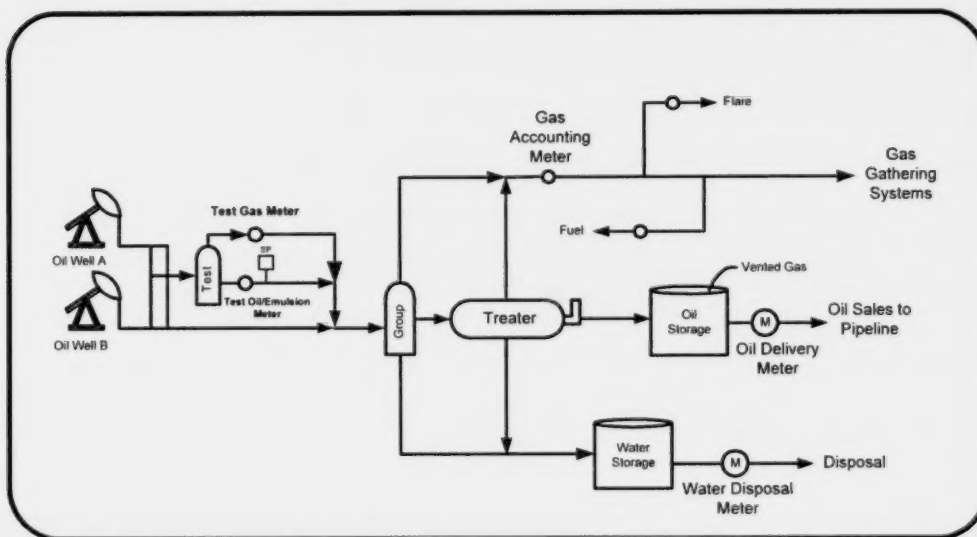 Flare
Gas
Accounting
Meter
Gas
Gathering
Systems
Fuel
Test Gas Meter
SP
Oil Well A
Test
Test Oil/Emulsion
Meter
Oil Well B
Group
Treater
Vented Gas
Oil
Storage
M
Oil Sales to
Pipeline
Oil Delivery
Meter
Water
Storage
M
Disposal
Water Disposal
Meter